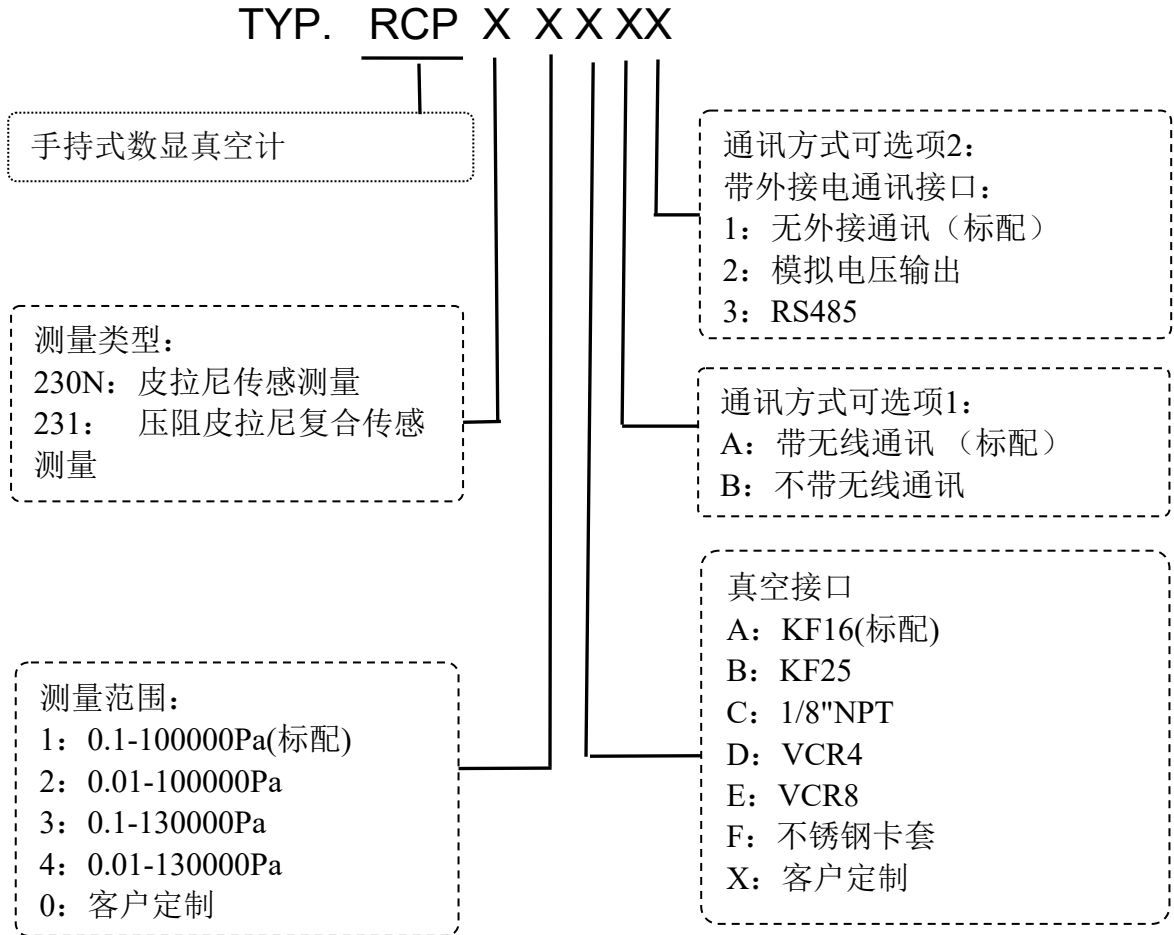 TYP. RCP X X X XX
手持式数显真空计
测量类型：
230N：皮拉尼传感测量
231： 压阻皮拉尼复合传感
测量
测量范围：
1：0.1-100000Pa(标配)
2：0.01-100000Pa
3：0.1-130000Pa
4：0.01-130000Pa
0：客户定制
通讯方式可选项2：
带外接电通讯接口：
1：无外接通讯（标配）
2：模拟电压输出
3：RS485
通讯方式可选项1：
A：带无线通讯 （标配）
B：不带无线通讯
真空接口
A：KF16(标配)
B：KF25
C：1/8"NPT
D：VCR4
E：VCR8
F：不锈钢卡套
X：客户定制